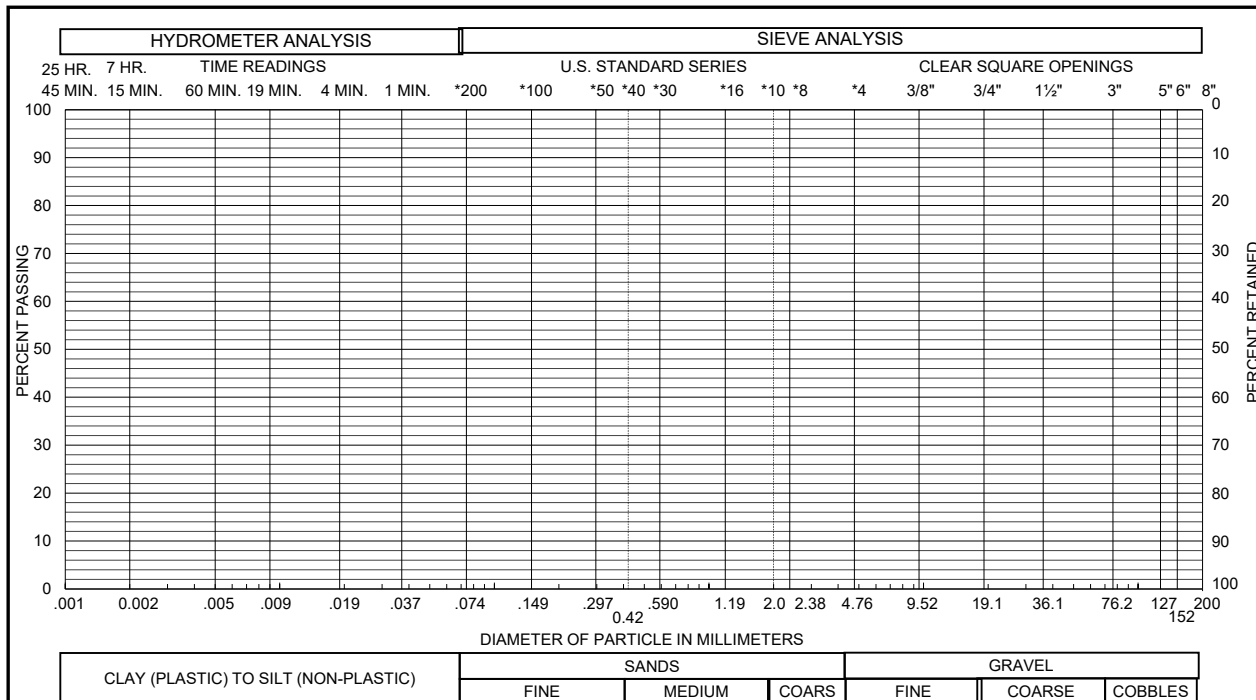 HYDROMETER ANALYSIS SIEVE ANALYSIS
25 HR. 7 HR. TIME READINGS U.S. STANDARD SERIES CLEAR SQUARE OPENINGS
45 MIN. 15 MIN. 60 MIN. 19 MIN. 4 MIN. 1 MIN. *200 *100 *50 *40 *30 *16 *10 *8 *4 3/8" 3/4" 1½" 3" 5" 6" 8"
100 0
90 10
80 20
70 30
60 40
50 50
40 60
30 70
20 80
10 90
0 100
PERCENT PASSING
PERCENT RETAINED
.001 0.002 .005 .009 .019 .037 .074 .149 .297 .590 1.19 2.0 2.38 4.76 9.52 19.1 36.1 76.2 127 200
0.42 152
DIAMETER OF PARTICLE IN MILLIMETERS
CLAY (PLASTIC) TO SILT (NON-PLASTIC) SANDS GRAVEL
FINE MEDIUM COARS FINE COARSE COBBLES